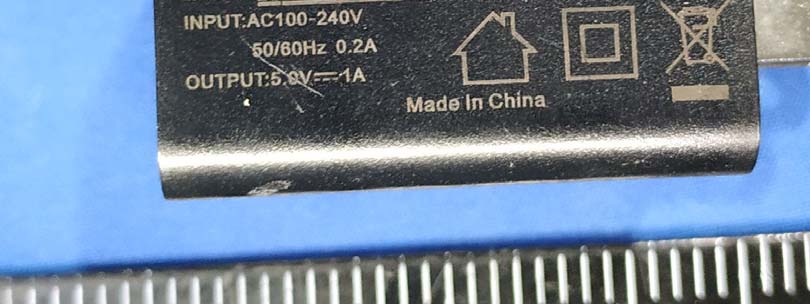 INPUT:AC100-240V
50/60Hz 0.2A
OUTPUT:5.0V⎓1A
Made In China